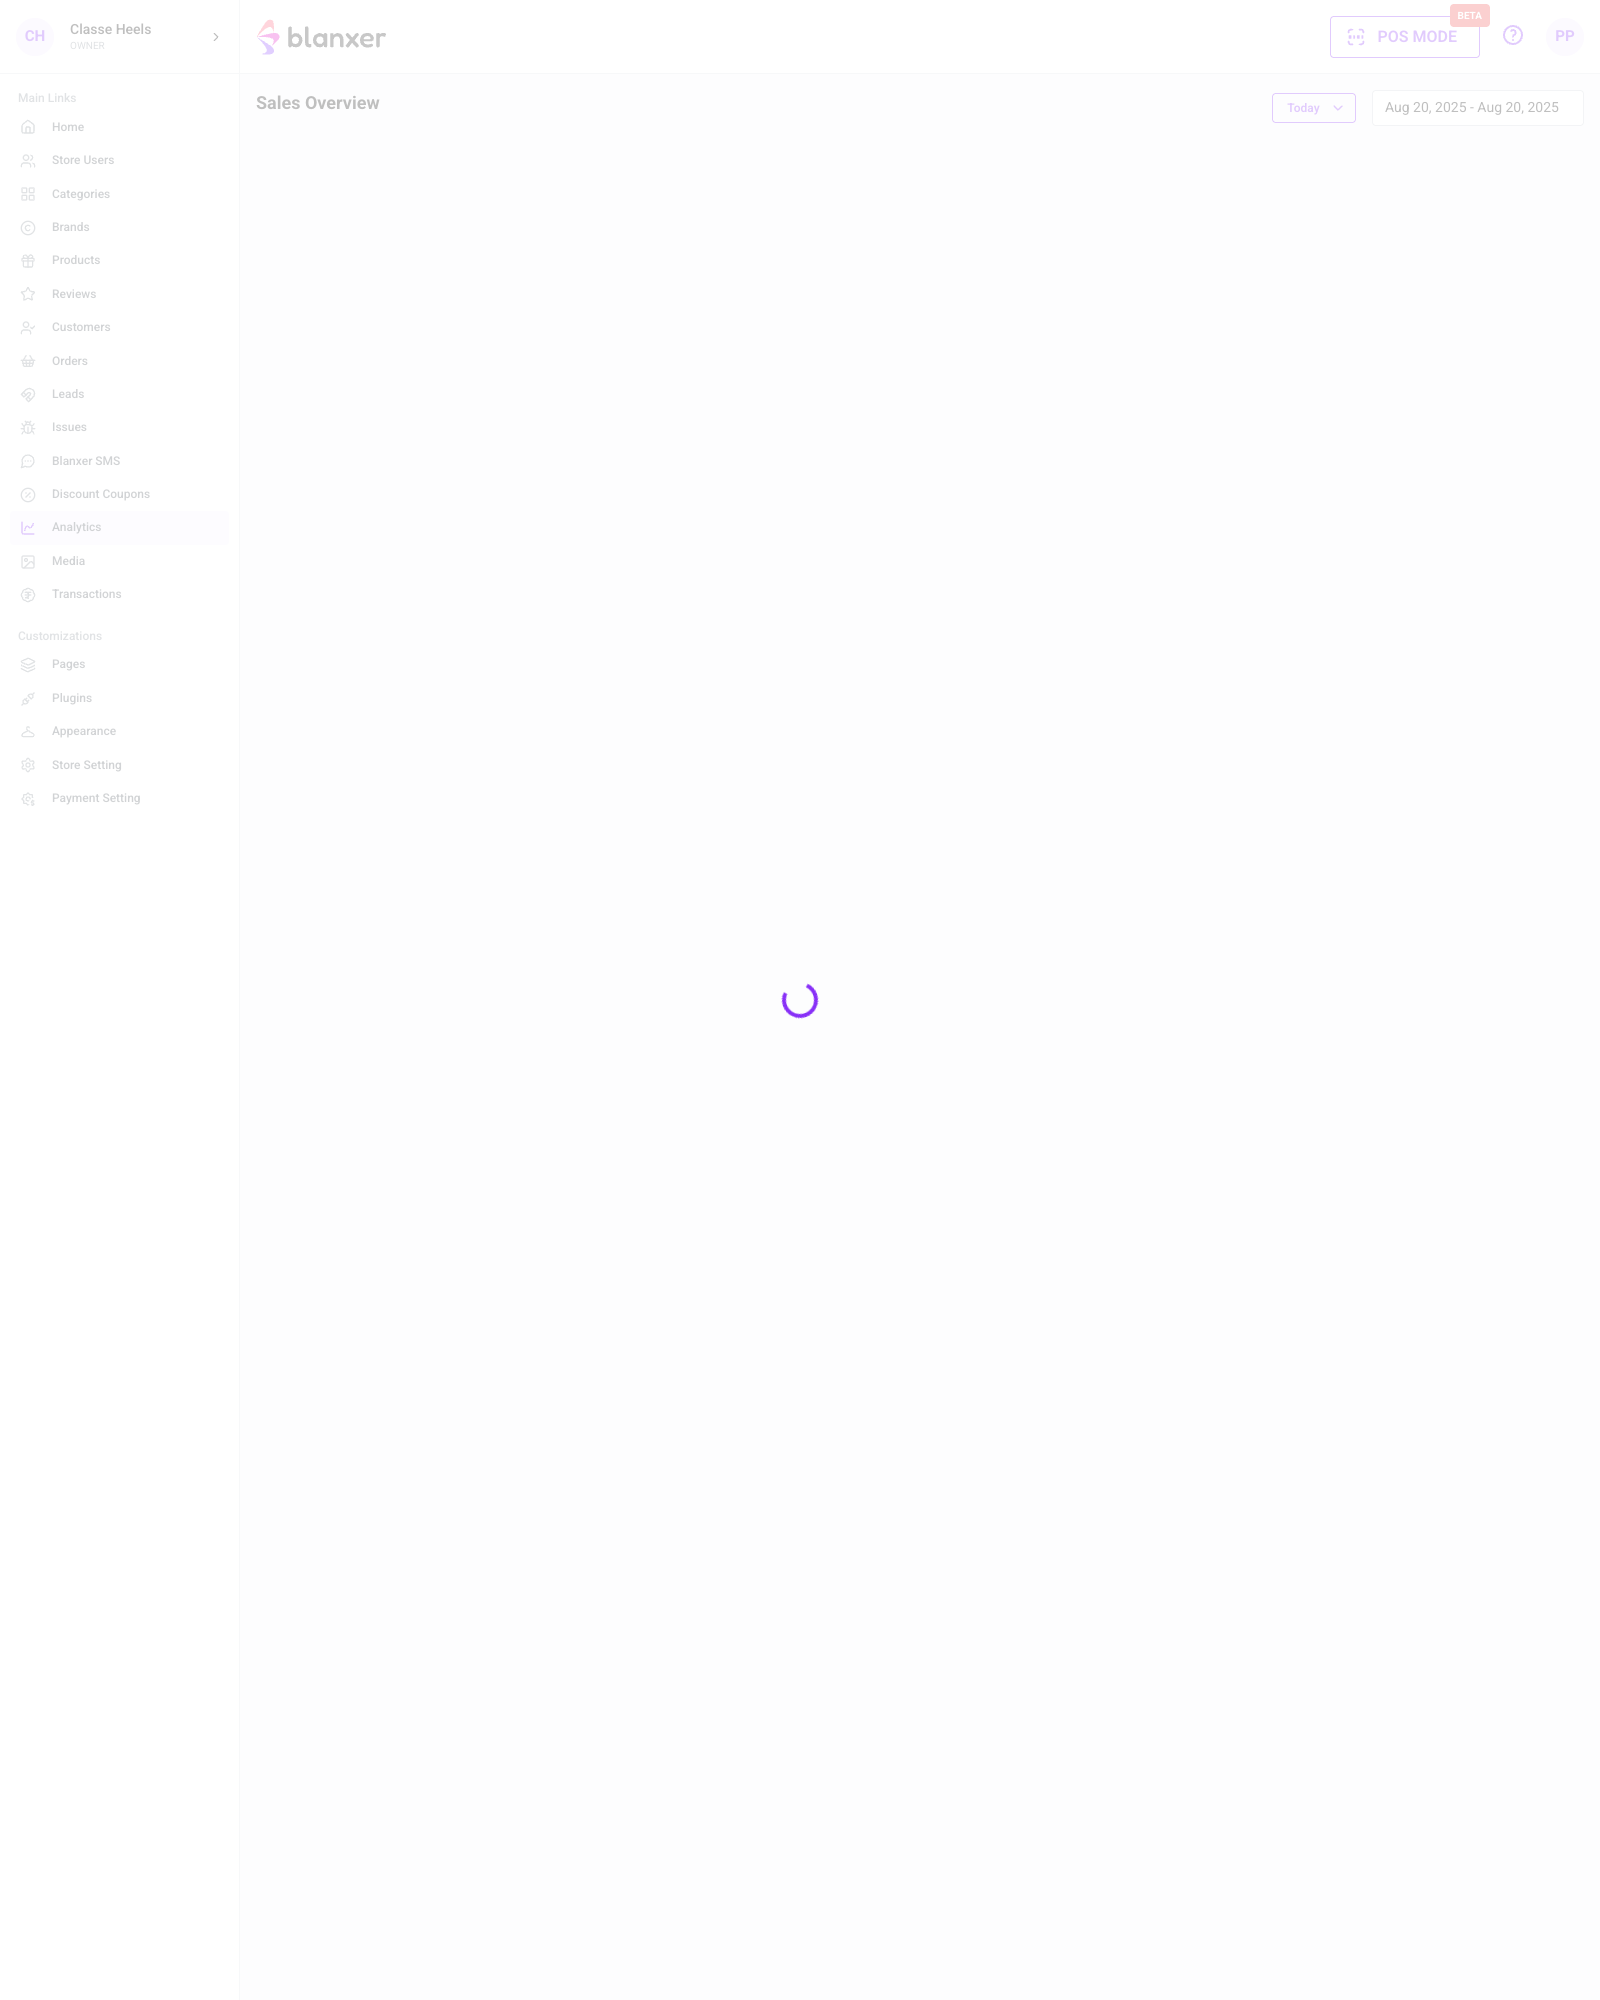 CH
Classe Heels
OWNER
blanxer
BETA
POS MODE
PP
Main Links
Home
Store Users
Categories
Brands
Products
Reviews
Customers
Orders
Leads
Issues
Blanxer SMS
Discount Coupons
Analytics
Media
Transactions
Customizations
Pages
Plugins
Appearance
Store Setting
Payment Setting
Sales Overview
Today
Aug 20, 2025 - Aug 20, 2025